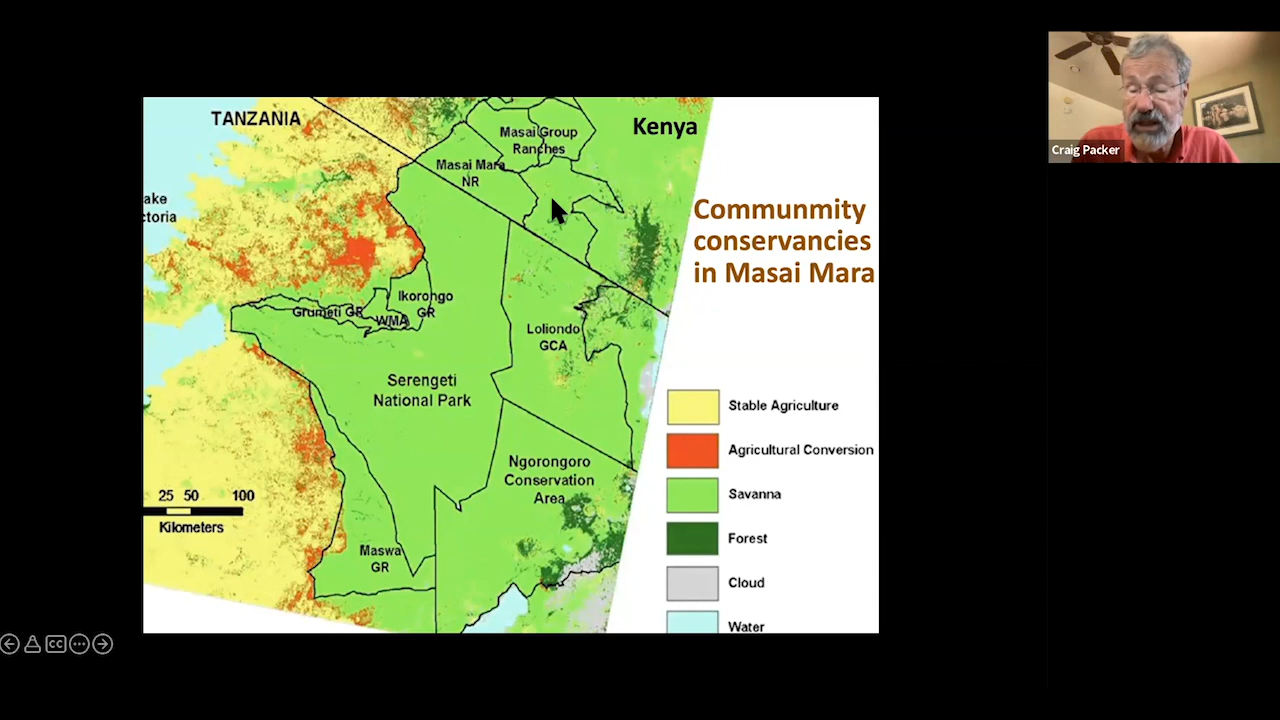 Craig Packer
TANZANIA
Kenya
Masai Group
Ranches
Masai Mara
NR
ake
ctoria
Communmity
conservancies
in Masai Mara
Ikorongo
GR
Grumeti GR
WMA
Loliondo
GCA
Serengeti
National Park
Ngorongoro
Conservation
Area
25 50 100
Kilometers
Maswa
GR
Stable Agriculture
Agricultural Conversion
Savanna
Forest
Cloud
Water
CC